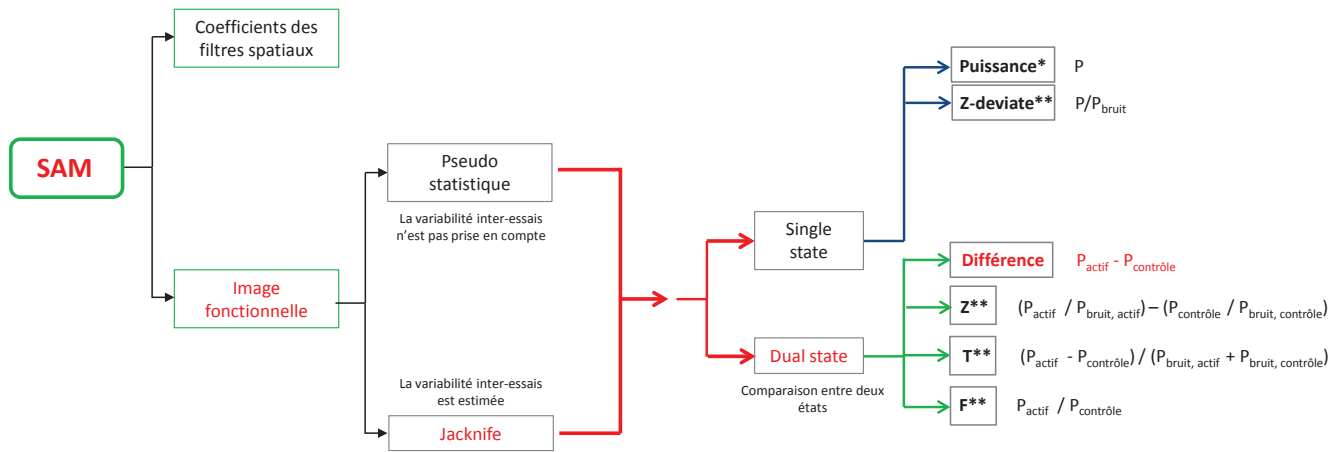 Coefficients des
filtres spatiaux
SAM
Image
fonctionnelle
Pseudo
statistique
La variabilité inter-essais
n'est pas prise en compte
La variabilité inter-essais
est estimée
Jacknife
Single
state
Dual state
Comparaison entre deux
états
Puissance* P
Z-deviate** P/Pbruit
Différence Pactif - Pcontrôle
Z** (Pactif / Pbruit, actif) – (Pcontrôle / Pbruit, contrôle)
T** (Pactif - Pcontrôle) / (Pbruit, actif + Pbruit, contrôle)
F** Pactif / Pcontrôle